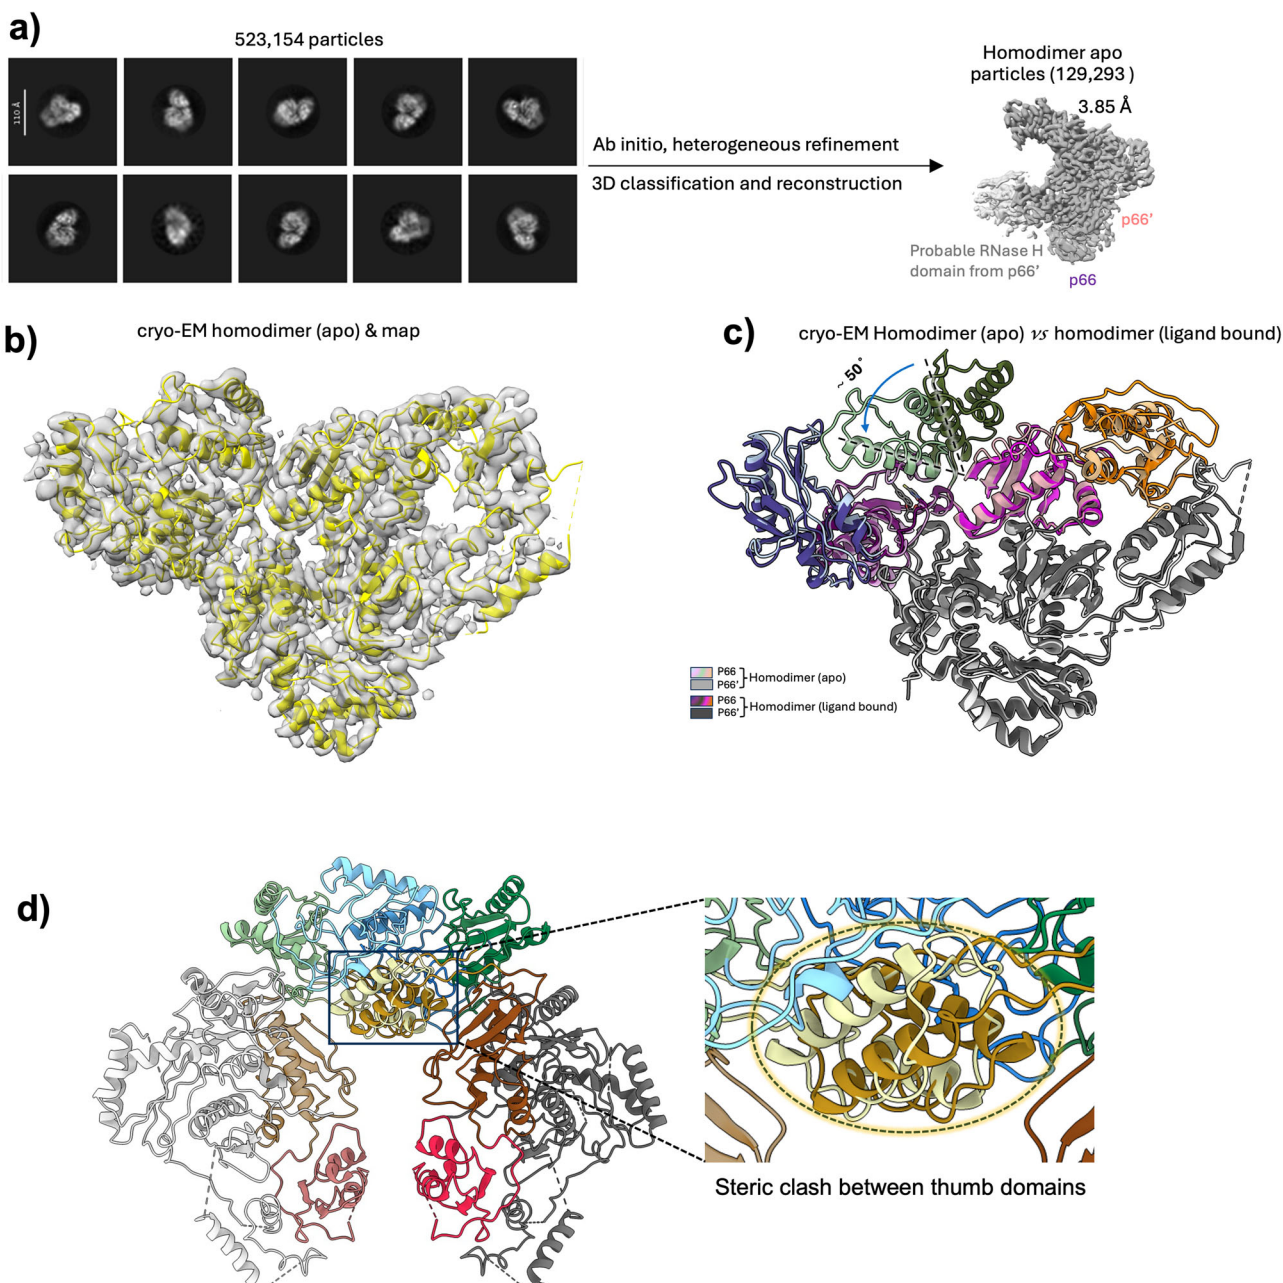 a)
523,154 particles
110 Å
Ab initio, heterogeneous refinement
3D classification and reconstruction
Homodimer apo
particles (129,293 )
3.85 Å
p66’
Probable RNase H
domain from p66’
p66
b)
cryo-EM homodimer (apo) & map
c)
cryo-EM Homodimer (apo) vs homodimer (ligand bound)
~ 50°
P66
P66’
Homodimer (apo)
P66
P66’
Homodimer (ligand bound)
d)
Steric clash between thumb domains